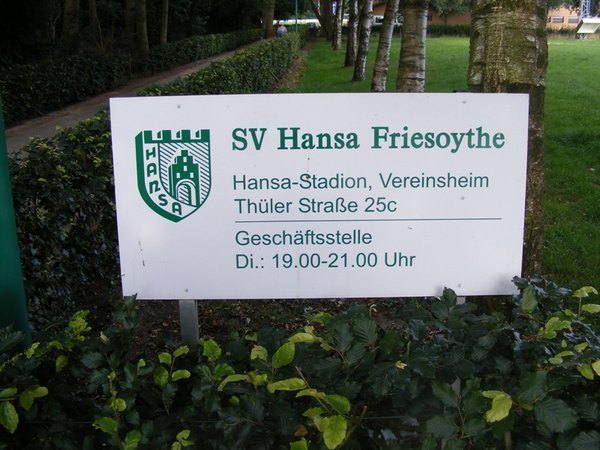 HANSA
SV Hansa Friesoythe
Hansa-Stadion, Vereinsheim
Thüler Straße 25c
Geschäftsstelle
Di.: 19.00-21.00 Uhr